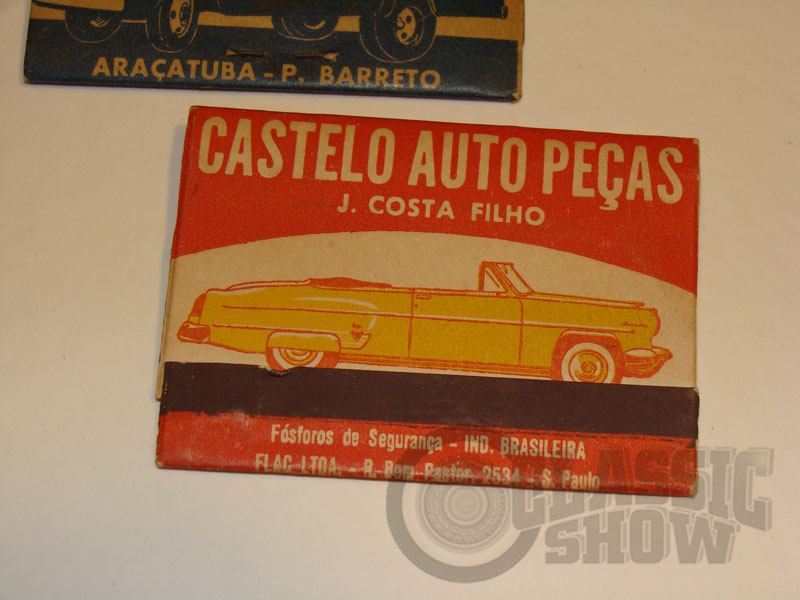 ARAÇATUBA - P. BARRETO
CASTELO AUTO PEÇAS
J. COSTA FILHO
Fósforos de Segurança - IND. BRASILEIRA
FLAC LTDA. - R. Bom Pastor, 2534 - S. Paulo
CLASSIC
SHOW